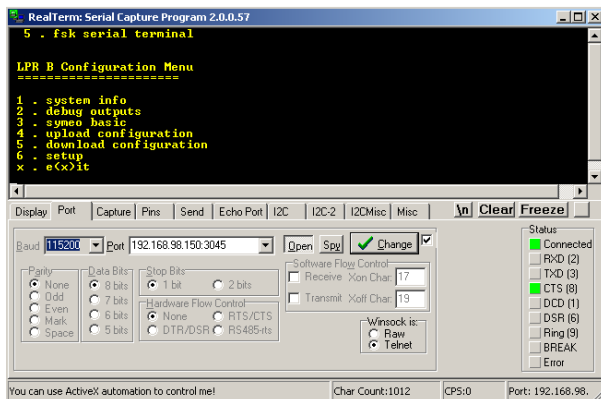 RealTerm: Serial Capture Program 2.0.0.57
5 . fsk serial terminal
LPR B Configuration Menu
=======================
1 . system info
2 . debug outputs
3 . symeo basic
4 . upload configuration
5 . download configuration
6 . setup
x . e(x)it
Display Port Capture Pins Send Echo Port I2C I2C-2 I2CMisc Misc \n Clear Freeze
Baud 115200 Port 192.168.98.150:3045 Open Spy Change
Parity
None
Odd
Even
Mark
Space
Data Bits
8 bits
7 bits
6 bits
5 bits
Stop Bits
1 bit 2 bits
Hardware Flow Control
None RTS/CTS
DTR/DSR RS485-rts
Software Flow Control
Receive Xon Char: 17
Transmit Xoff Char: 19
Winsock is:
Raw
Telnet
Status
Connected
RXD (2)
TXD (3)
CTS (8)
DCD (1)
DSR (6)
Ring (9)
BREAK
Error
You can use ActiveX automation to control me! Char Count:1012 CPS:0 Port: 192.168.98.